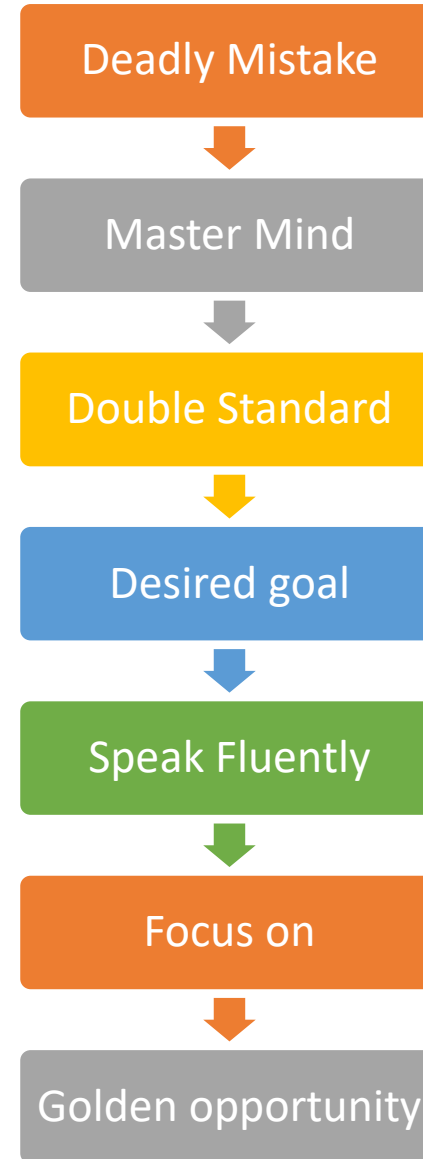 Deadly Mistake
Master Mind
Double Standard
Desired goal
Speak Fluently
Focus on
Golden opportunity